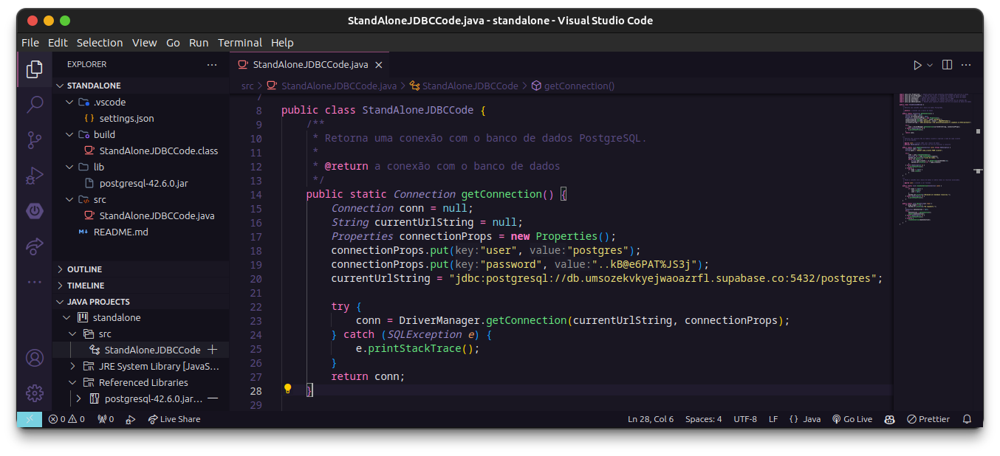 StandAloneJDBCCode.java - standalone - Visual Studio Code
File Edit Selection View Go Run Terminal Help
EXPLORER
STANDALONE
.vscode
{} settings.json
build
StandAloneJDBCCode.class
lib
postgresql-42.6.0.jar
src
StandAloneJDBCCode.java
README.md
OUTLINE
TIMELINE
JAVA PROJECTS
standalone
src
StandAloneJDBCCode
JRE System Library [JavaS...
Referenced Libraries
postgresql-42.6.0.jar...
StandAloneJDBCCode.java
src > StandAloneJDBCCode.java > StandAloneJDBCCode > getConnection()
7
8 public class StandAloneJDBCCode {
9 /**
10 * Retorna uma conexão com o banco de dados PostgreSQL.
11 *
12 * @return a conexão com o banco de dados
13 */
14 public static Connection getConnection() {
15 Connection conn = null;
16 String currentUrlString = null;
17 Properties connectionProps = new Properties();
18 connectionProps.put(key:"user", value:"postgres");
19 connectionProps.put(key:"password", value:"..kB@e6PAT%JS3j");
20 currentUrlString = "jdbc:postgresql://db.umsozekvkyejwaoazrfl.supabase.co:5432/postgres";
21
22 try {
23 conn = DriverManager.getConnection(currentUrlString, connectionProps);
24 } catch (SQLException e) {
25 e.printStackTrace();
26 }
27 return conn;
28 }
29
0 0 0 Live Share
Ln 28, Col 6 Spaces: 4 UTF-8 LF {} Java Go Live Prettier